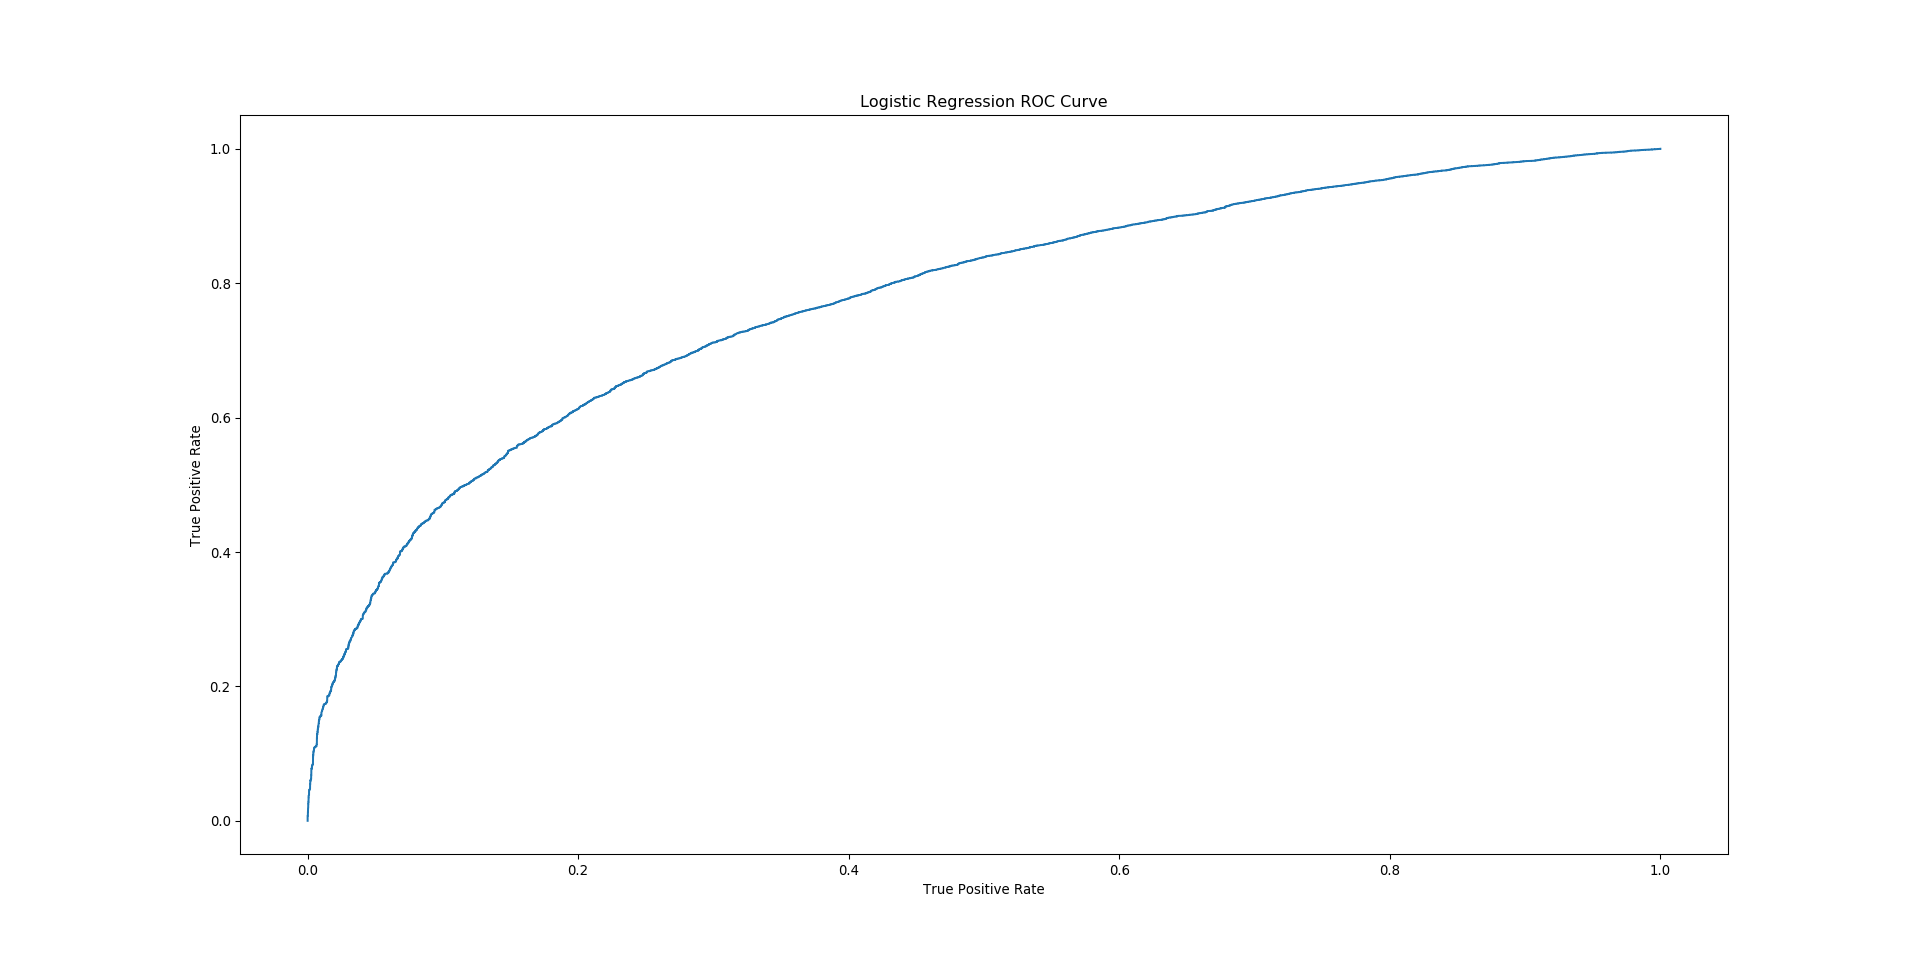 Logistic Regression ROC Curve
1.0
0.8
0.6
0.4
0.2
0.0
True Positive Rate
0.0 0.2 0.4 0.6 0.8 1.0
True Positive Rate